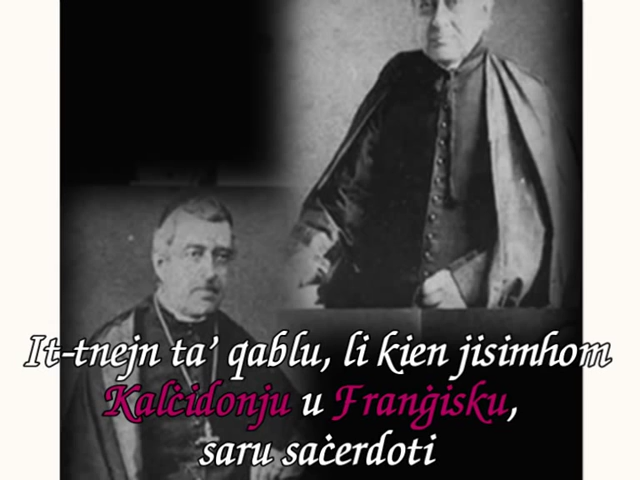 It-tnejn ta' qablu, li kien jisimhom
Kalċidonju u Franġisku,
saru saċerdoti